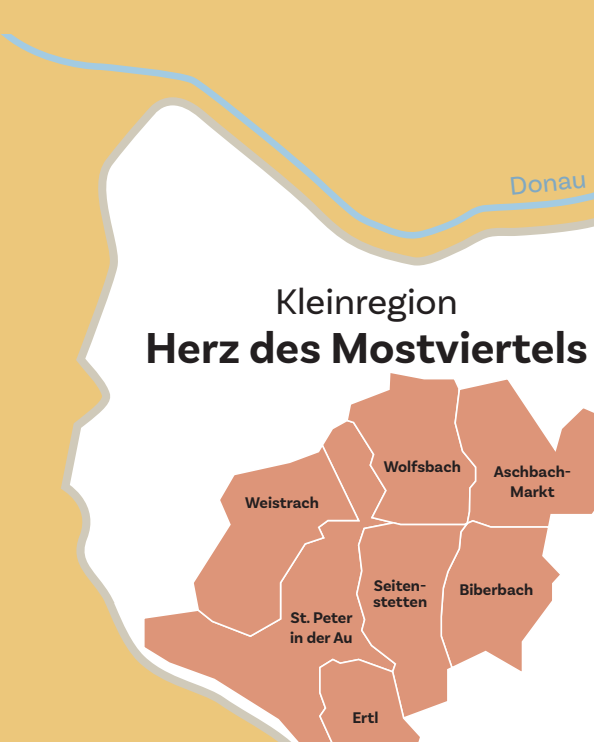 Donau
Kleinregion
Herz des Mostviertels
Wolfsbach
Aschbach-
Markt
Weistrach
Seiten-
stetten
Biberbach
St. Peter
in der Au
Ertl